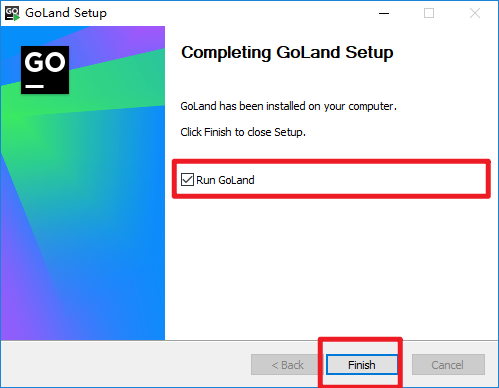 GoLand Setup
GO
Completing GoLand Setup
GoLand has been installed on your computer.
Click Finish to close Setup.
Run GoLand
< Back
Finish
Cancel